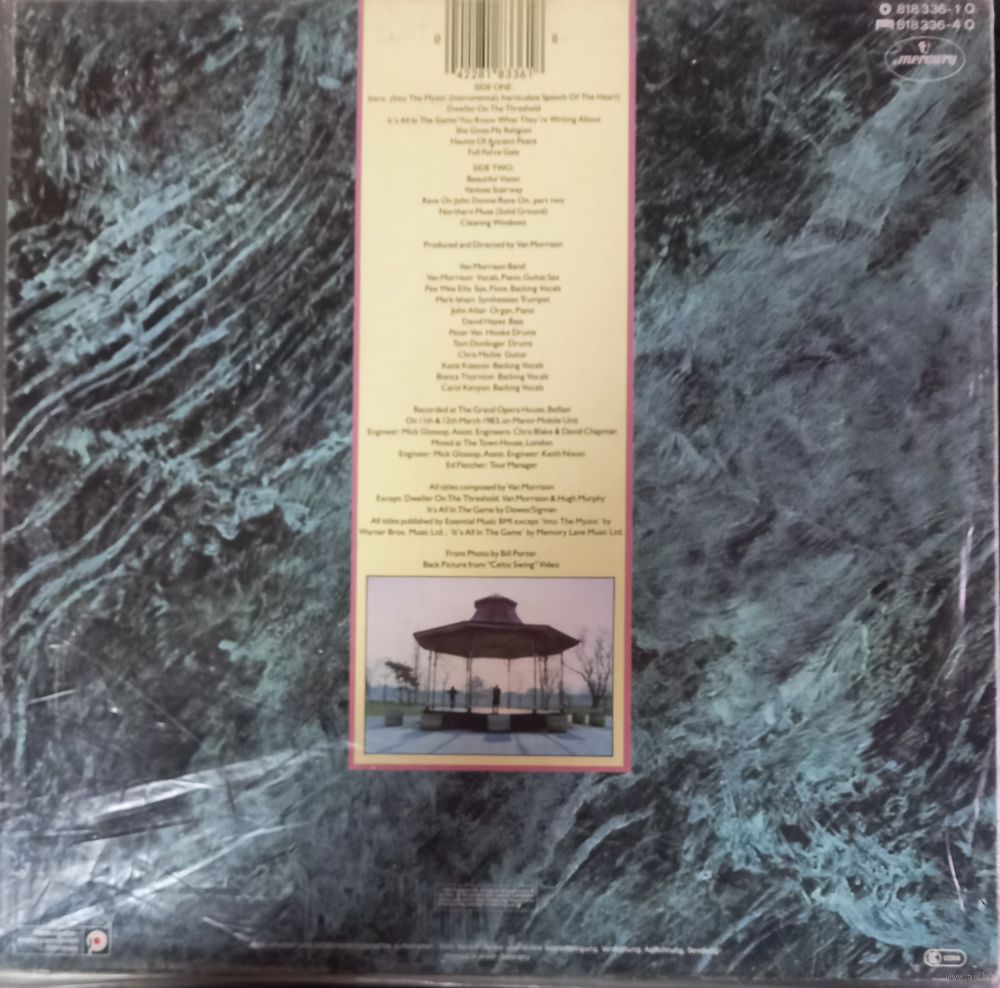 818 336-1 Q
818 336-4 Q
mercury
0 42281 83361 8
SIDE ONE:
Intro: (Into The Mystic (Instrumental) Inarticulate Speech Of The Heart)
Dweller On The Threshold
It's All In The Game/You Know What They're Writing About
She Gives Me Religion
Haunts Of Ancient Peace
Full Force Gale
SIDE TWO:
Beautiful Vision
Vanlose Stairway
Rave On John Donne/Rave On, part two
Northern Muse (Solid Ground)
Cleaning Windows
Produced and Directed by Van Morrison
Van Morrison Band:
Van Morrison Vocals, Piano, Guitar, Sax
Pee Wee Ellis Sax, Flute, Backing Vocals
Mark Isham Synthesizer, Trumpet
John Allair Organ, Piano
David Hayes Bass
Peter Van Hooke Drums
Tom Donlinger Drums
Chris Michie Guitar
Katie Kissoon Backing Vocals
Bianca Thornton Backing Vocals
Carol Kenyon Backing Vocals
Recorded at The Grand Opera House, Belfast
On 11th & 12th March 1983, on Manor Mobile Unit
Engineer: Mick Glossop, Assist. Engineers: Chris Blake & David Chapman
Mixed at The Town House, London
Engineer: Mick Glossop, Assist. Engineer: Keith Nixon
Ed Fletcher: Tour Manager
All titles composed by Van Morrison
Except: Dweller On The Threshold, Van Morrison & Hugh Murphy
It's All In The Game by Dawes/Sigman
All titles published by Essential Music BMI except 'Into The Mystic' by
Warner Bros. Music Ltd., 'It's All In The Game' by Memory Lane Music Ltd.
Front Photo by Bill Porter
Back Picture from "Celtic Swing" Video
Vervielfältigung, Vermietung, Aufführung, Sendung